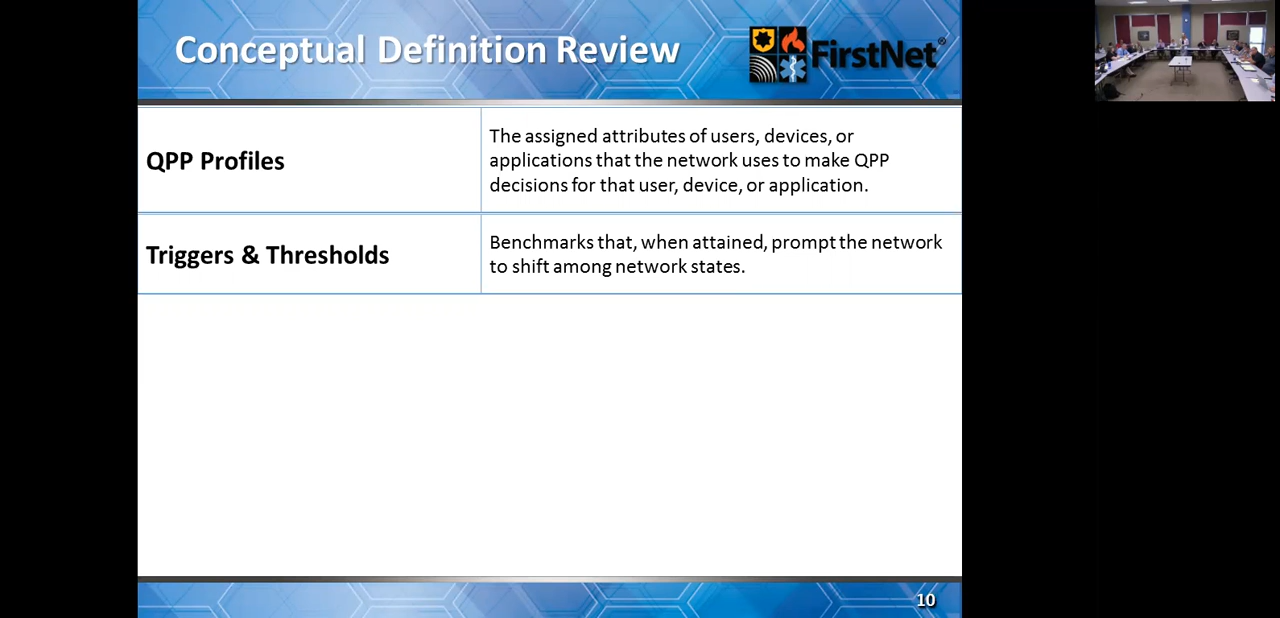 Conceptual Definition Review
FirstNet®
QPP Profiles
The assigned attributes of users, devices, or
applications that the network uses to make QPP
decisions for that user, device, or application.
Triggers & Thresholds
Benchmarks that, when attained, prompt the network
to shift among network states.
10